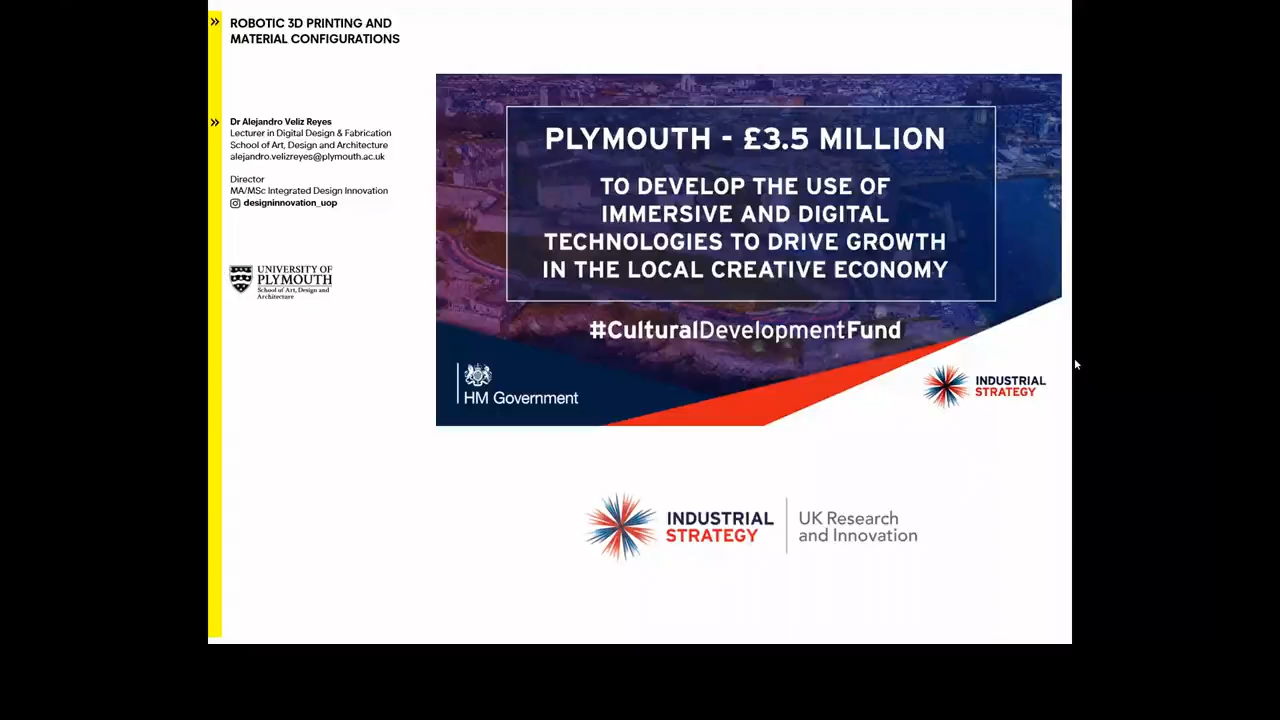 ROBOTIC 3D PRINTING AND
MATERIAL CONFIGURATIONS
Dr Alejandro Veliz Reyes
Lecturer in Digital Design & Fabrication
School of Art, Design and Architecture
alejandro.velizreyes@plymouth.ac.uk
Director
MA/MSc Integrated Design Innovation
designinnovation_uop
UNIVERSITY OF
PLYMOUTH
School of Art, Design and
Architecture
PLYMOUTH - £3.5 MILLION
TO DEVELOP THE USE OF
IMMERSIVE AND DIGITAL
TECHNOLOGIES TO DRIVE GROWTH
IN THE LOCAL CREATIVE ECONOMY
#CulturalDevelopmentFund
HM Government
INDUSTRIAL
STRATEGY
INDUSTRIAL
STRATEGY
UK Research
and Innovation